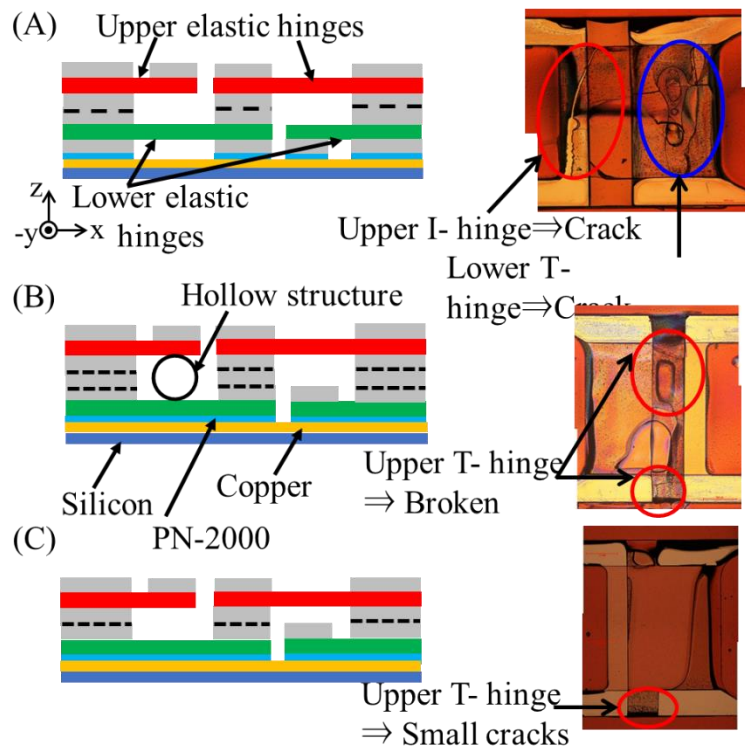 (A)
Upper elastic hinges
Lower elastic
hinges
z
-y
x
Upper I- hinge⇒Crack
Lower T-
hinge⇒Crack
(B)
Hollow structure
Silicon
Copper
PN-2000
Upper T- hinge
⇒ Broken
(C)
Upper T- hinge
⇒ Small cracks